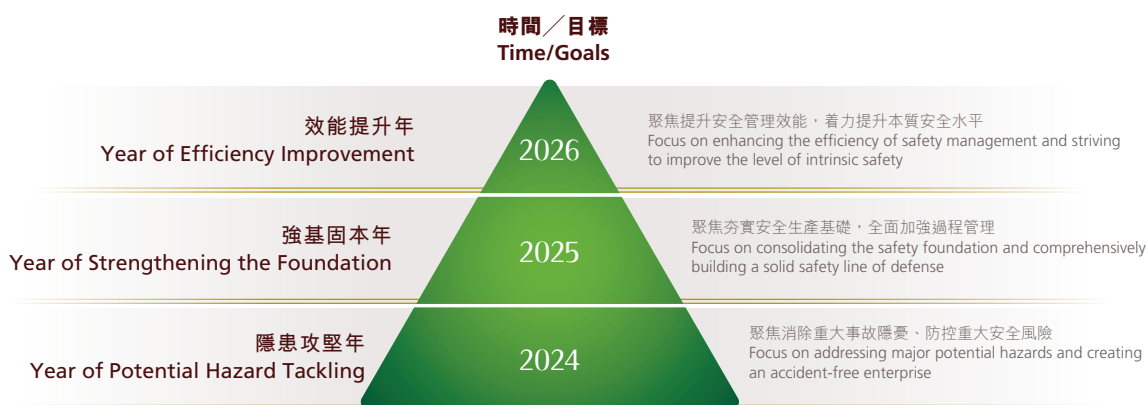 時間／目標
Time/Goals
效能提升年
Year of Efficiency Improvement
2026
聚焦提升安全管理效能，着力提升本質安全水平
Focus on enhancing the efficiency of safety management and striving
to improve the level of intrinsic safety
強基固本年
Year of Strengthening the Foundation
2025
聚焦夯實安全生產基礎，全面加強過程管理
Focus on consolidating the safety foundation and comprehensively
building a solid safety line of defense
隱患攻堅年
Year of Potential Hazard Tackling
2024
聚焦消除重大事故隱憂、防控重大安全風險
Focus on addressing major potential hazards and creating
an accident-free enterprise